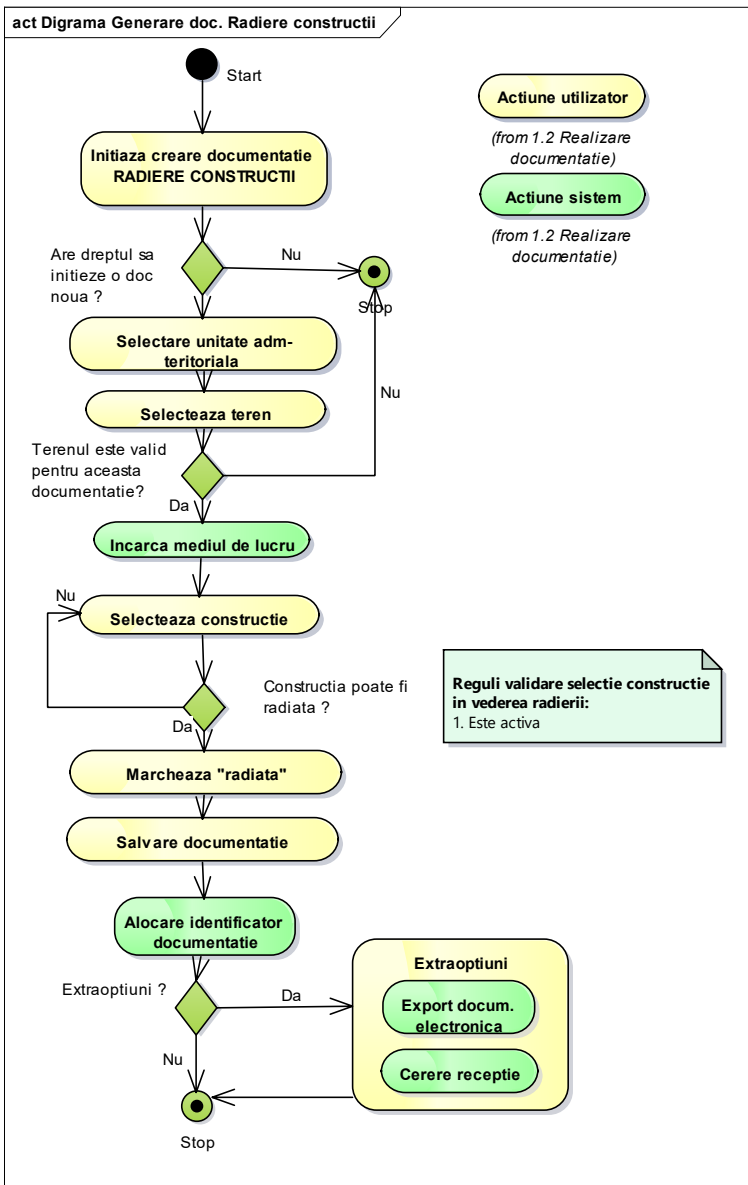 act Digrama Generare doc. Radiere constructii
Start
Actiune utilizator
(from 1.2 Realizare
documentatie)
Actiune sistem
(from 1.2 Realizare
documentatie)
Initiaza creare documentatie
RADIERE CONSTRUCTII
Are dreptul sa
initieze o doc
noua ?
Nu
Stop
Selectare unitate adm-
teritoriala
Selecteaza teren
Nu
Terenul este valid
pentru aceasta
documentatie?
Da
Incarca mediul de lucru
Nu
Selecteaza constructie
Constructia poate fi
radiata ?
Da
Reguli validare selectie constructie
in vederea radierii:
1. Este activa
Marcheaza "radiata"
Salvare documentatie
Alocare identificator
documentatie
Extraoptiuni ?
Da
Nu
Extraoptiuni
Export docum.
electronica
Cerere receptie
Stop